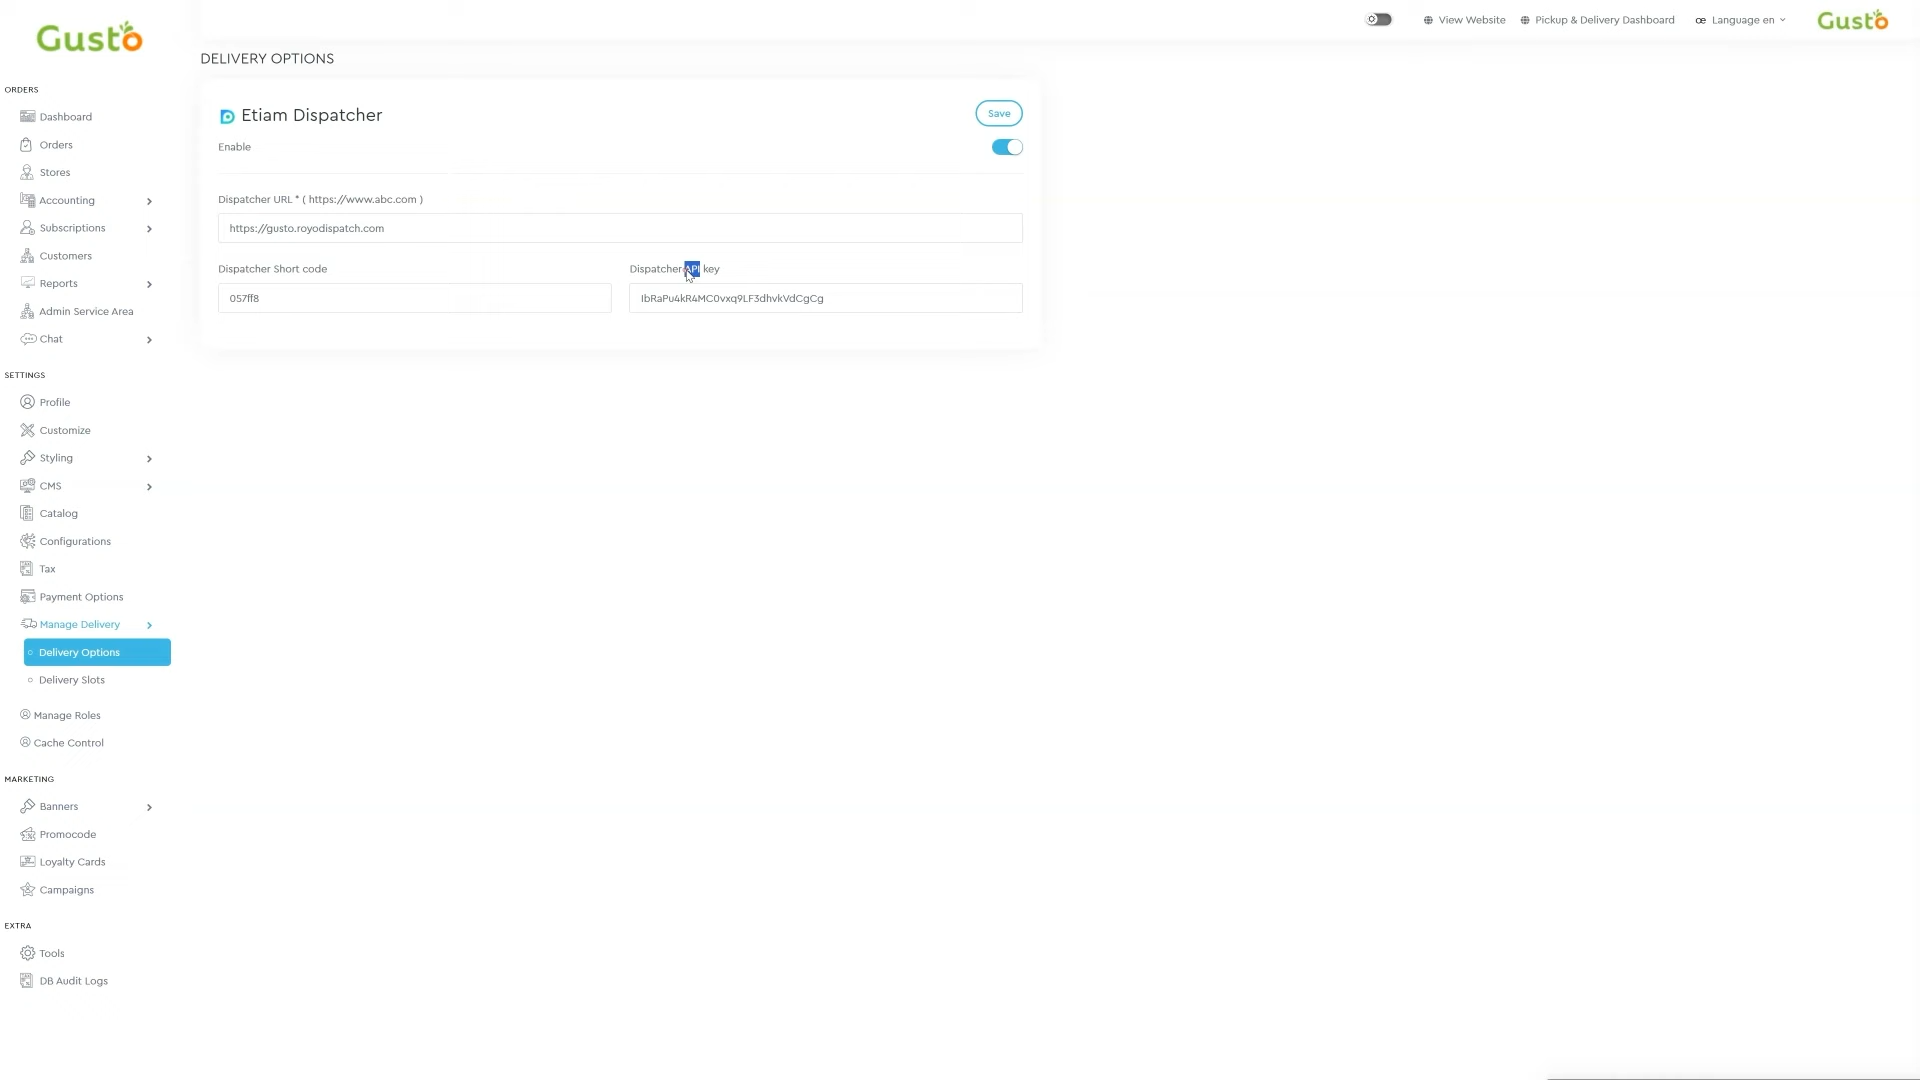 Gusto
View Website
Pickup & Delivery Dashboard
Language en
Gusto
DELIVERY OPTIONS
ORDERS
Dashboard
Orders
Stores
Accounting
Subscriptions
Customers
Reports
Admin Service Area
Chat
SETTINGS
Profile
Customize
Styling
CMS
Catalog
Configurations
Tax
Payment Options
Manage Delivery
Delivery Options
Delivery Slots
Manage Roles
Cache Control
MARKETING
Banners
Promocode
Loyalty Cards
Campaigns
EXTRA
Tools
DB Audit Logs
Etiam Dispatcher
Save
Enable
Dispatcher URL * ( https://www.abc.com )
https://gusto.royodispatch.com
Dispatcher Short code
Dispatcher API key
057ff8
IbRaPu4kR4MC0vxq9LF3dhvkVdCgCg